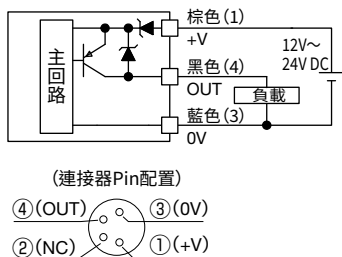 棕色(1)
+V
12V～
24V DC
主回路
黑色(4)
OUT
負載
藍色(3)
0V
(連接器Pin配置)
④(OUT) ③(0V)
②(NC) ①(+V)